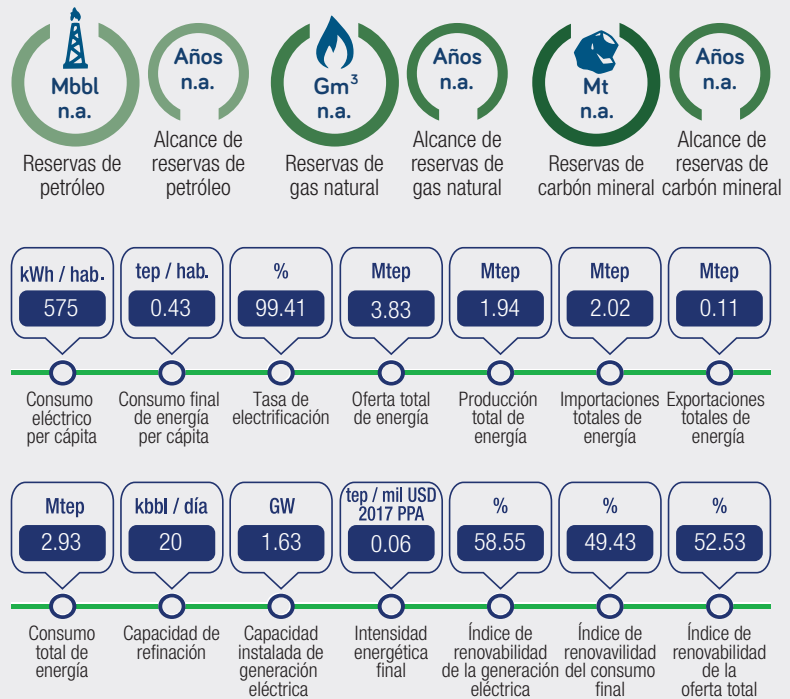 Mbbl
n.a.
Reservas de
petróleo
Años
n.a.
Alcance de
reservas de
petróleo
Gm³
n.a.
Reservas de
gas natural
Años
n.a.
Alcance de
reservas de
gas natural
Mt
n.a.
Reservas de
carbón mineral
Años
n.a.
Alcance de
reservas de
carbón mineral
kWh / hab.
575
Consumo
eléctrico
per cápita
tep / hab.
0.43
Consumo final
de energía
per cápita
%
99.41
Tasa de
electrificación
Mtep
3.83
Oferta total
de energía
Mtep
1.94
Producción
total de
energía
Mtep
2.02
Importaciones
totales de
energía
Mtep
0.11
Exportaciones
totales de
energía
Mtep
2.93
Consumo
total de
energía
kbbl / día
20
Capacidad de
refinación
GW
1.63
Capacidad
instalada de
generación
eléctrica
tep / mil USD
2017 PPA
0.06
Intensidad
energética
final
%
58.55
Índice de
renovabilidad
de la generación
eléctrica
%
49.43
Índice de
renovavilidad
del consumo
final
%
52.53
Índice de
renovabilidad
de la
oferta total